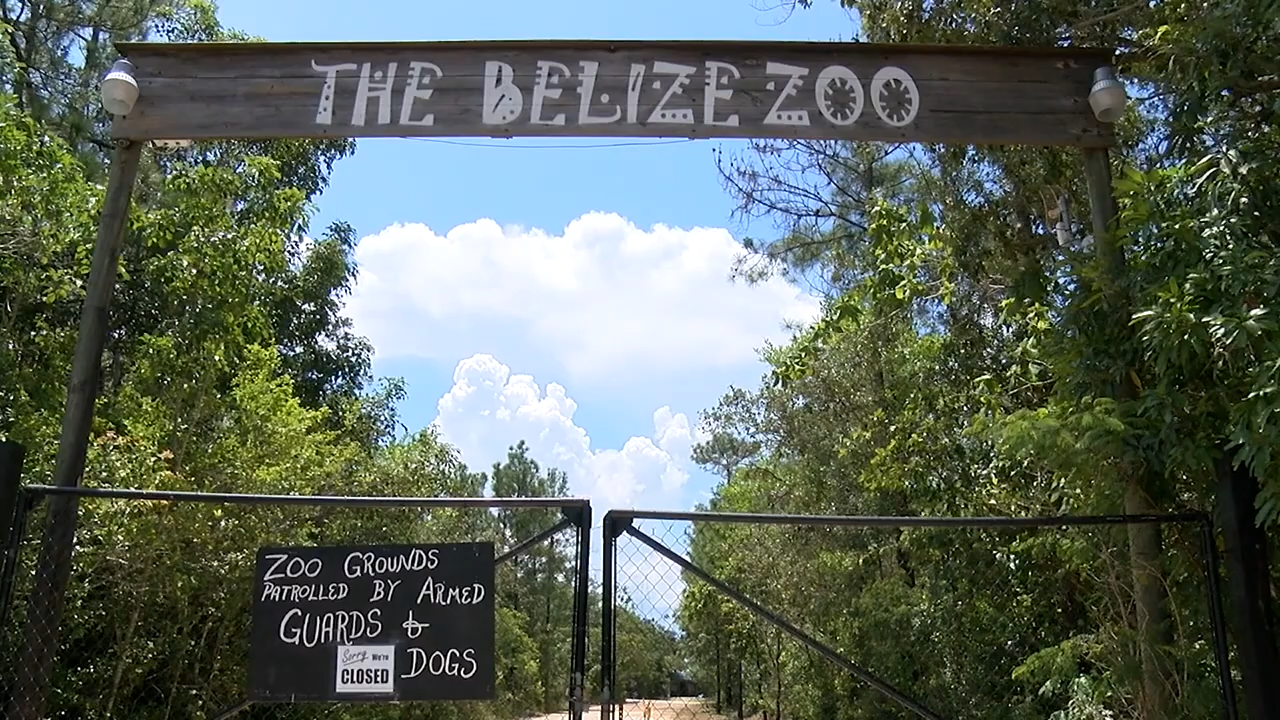 THE BELIZE ZOO
ZOO GROUNDS
PATROLLED BY ARMED
GUARDS &
DOGS
Sorry We're
CLOSED